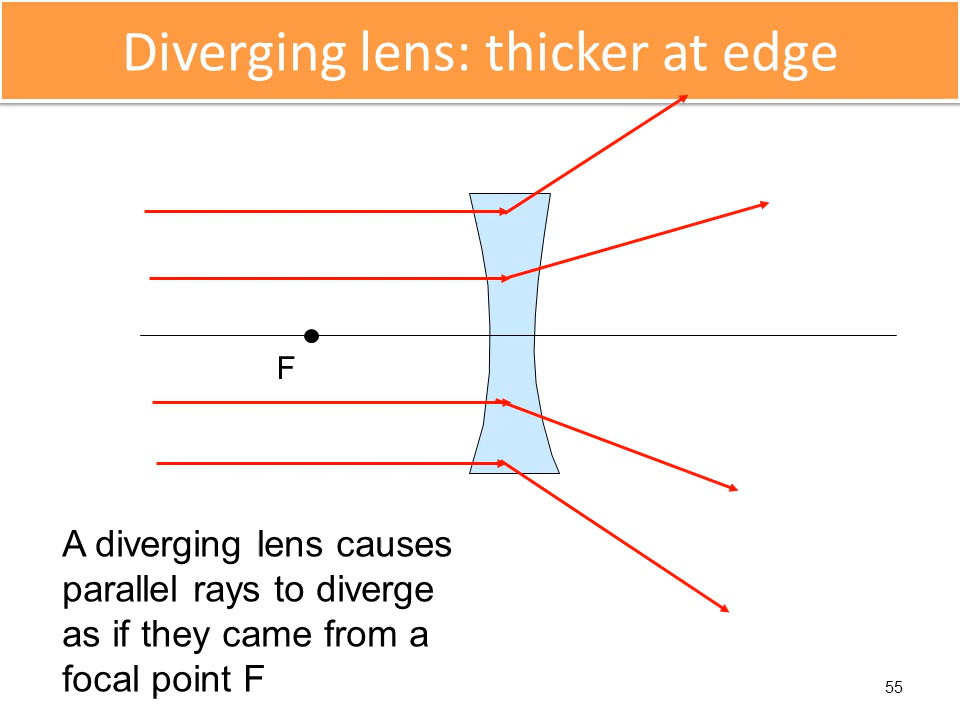 Diverging lens: thicker at edge
F
A diverging lens causes
parallel rays to diverge
as if they came from a
focal point F
55